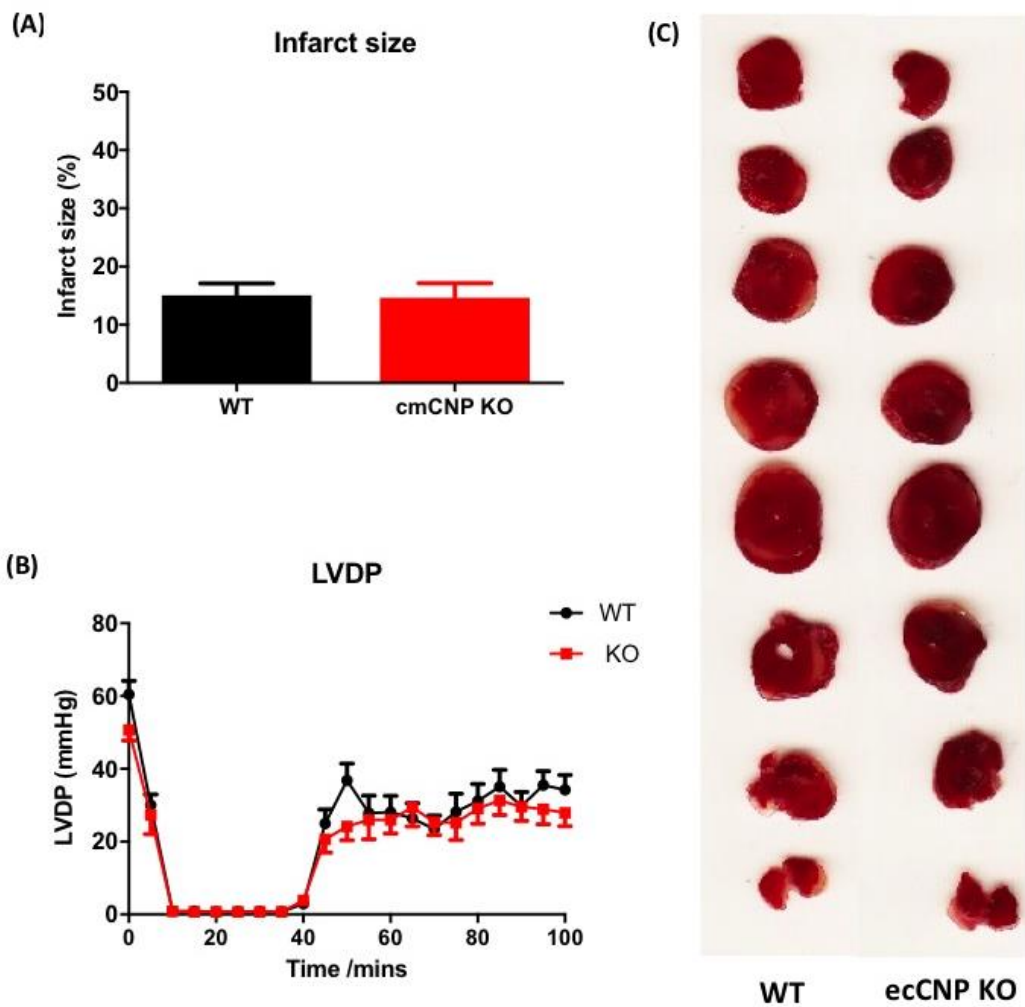 (A)
Infarct size
50
40
30
20
10
0
Infarct size (%)
WT
cmCNP KO
(B)
LVDP
WT
KO
80
60
40
20
0
LVDP (mmHg)
0 20 40 60 80 100
Time /mins
(C)
WT ecCNP KO